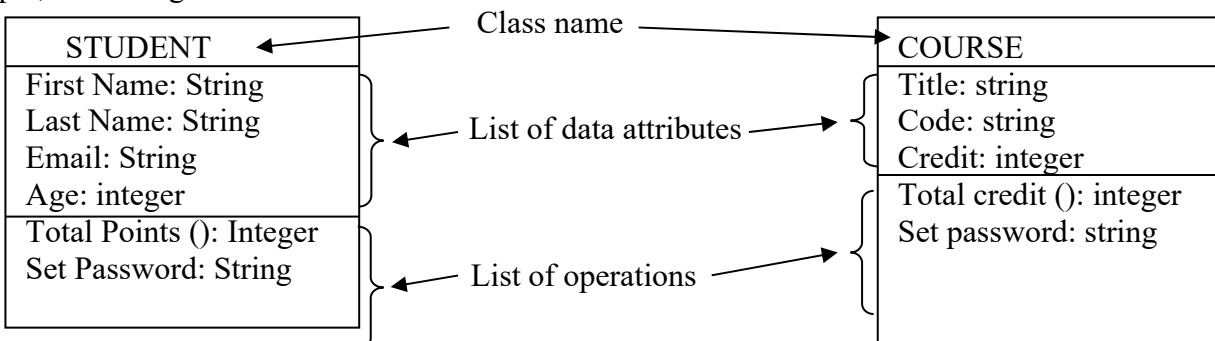 Class name
STUDENT
First Name: String
Last Name: String
Email: String
Age: integer
Total Points (): Integer
Set Password: String
List of data attributes
List of operations
COURSE
Title: string
Code: string
Credit: integer
Total credit (): integer
Set password: string